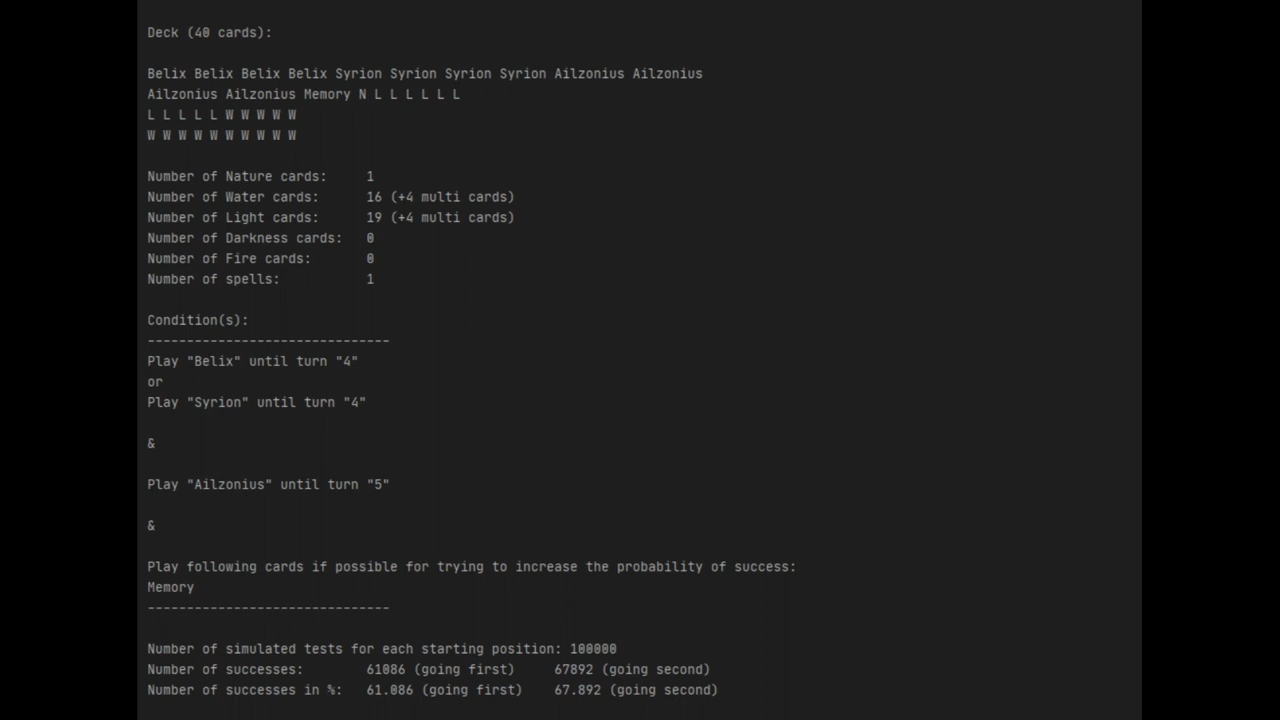 Deck (40 cards):
Belix Belix Belix Belix Syrion Syrion Syrion Syrion Ailzonius Ailzonius
Ailzonius Ailzonius Memory N L L L L L L
L L L L L W W W W W
W W W W W W W W W W
Number of Nature cards: 1
Number of Water cards: 16 (+4 multi cards)
Number of Light cards: 19 (+4 multi cards)
Number of Darkness cards: 0
Number of Fire cards: 0
Number of spells: 1
Condition(s):
-------------------------------
Play "Belix" until turn "4"
or
Play "Syrion" until turn "4"
&
Play "Ailzonius" until turn "5"
&
Play following cards if possible for trying to increase the probability of success:
Memory
-------------------------------
Number of simulated tests for each starting position: 100000
Number of successes: 61086 (going first) 67892 (going second)
Number of successes in %: 61.086 (going first) 67.892 (going second)